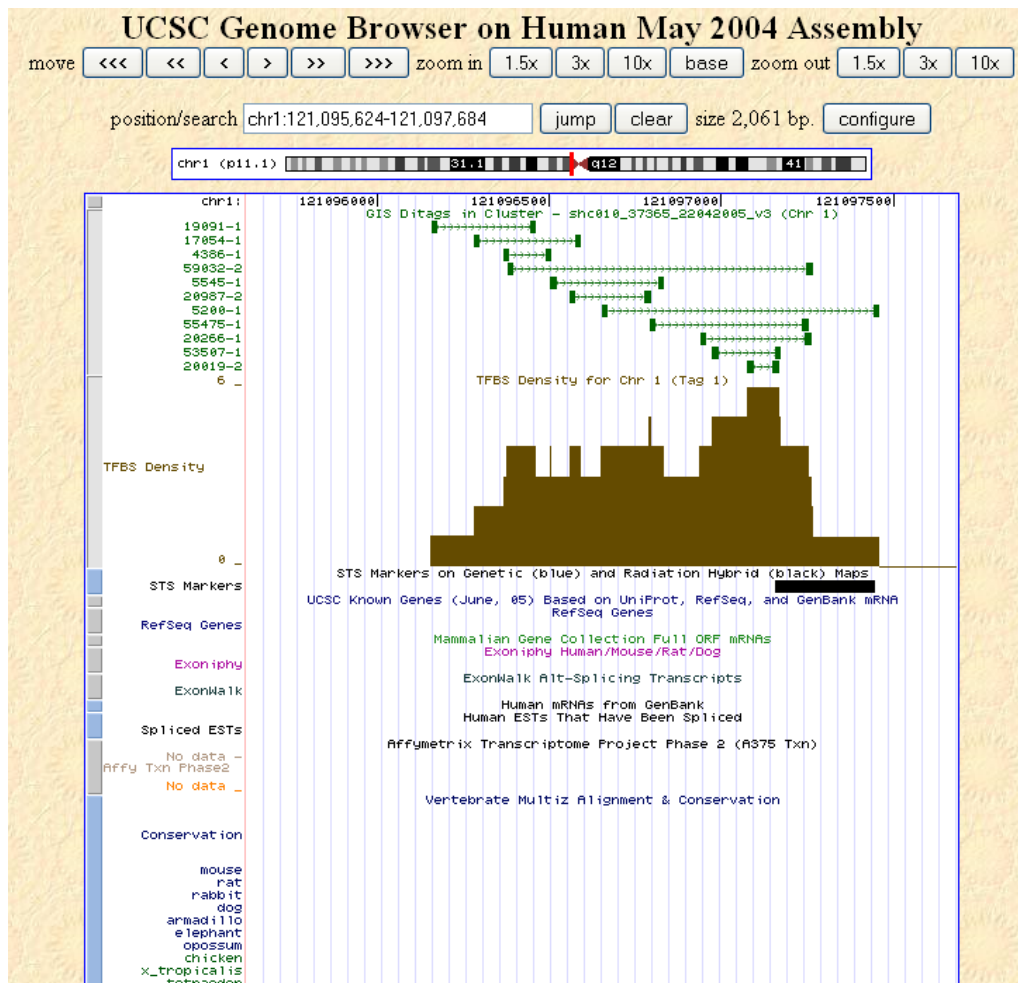 UCSC Genome Browser on Human May 2004 Assembly
move <<< << < > >> >>> zoom in 1.5x 3x 10x base zoom out 1.5x 3x 10x
position/search chr1:121,095,624-121,097,684 jump clear size 2,061 bp. configure
chr1 (p11.1) 31.1 q12 41
chr1: 121096000| 121096500| 121097000| 121097500|
GIS Ditags in Cluster - shc010_37365_22042005_v3 (Chr 1)
19091-1
17054-1
4386-1
59032-2
5545-1
20987-2
5200-1
55475-1
20266-1
53507-1
20019-2
6 _ TFBS Density for Chr 1 (Tag 1)
TFBS Density
0 _
STS Markers on Genetic (blue) and Radiation Hybrid (black) Maps
STS Markers
UCSC Known Genes (June, 05) Based on UniProt, RefSeq, and GenBank mRNA
RefSeq Genes
RefSeq Genes
Mammalian Gene Collection Full ORF mRNAs
Exoniphy Human/Mouse/Rat/Dog
Exoniphy
ExonWalk Alt-Splicing Transcripts
ExonWalk
Human mRNAs from GenBank
Human ESTs That Have Been Spliced
Spliced ESTs
Affymetrix Transcriptome Project Phase 2 (A375 Txn)
No data -
Affy Txn Phase2
No data _
Vertebrate Multiz Alignment & Conservation
Conservation
mouse
rat
rabbit
dog
armadillo
elephant
opossum
chicken
x_tropicalis